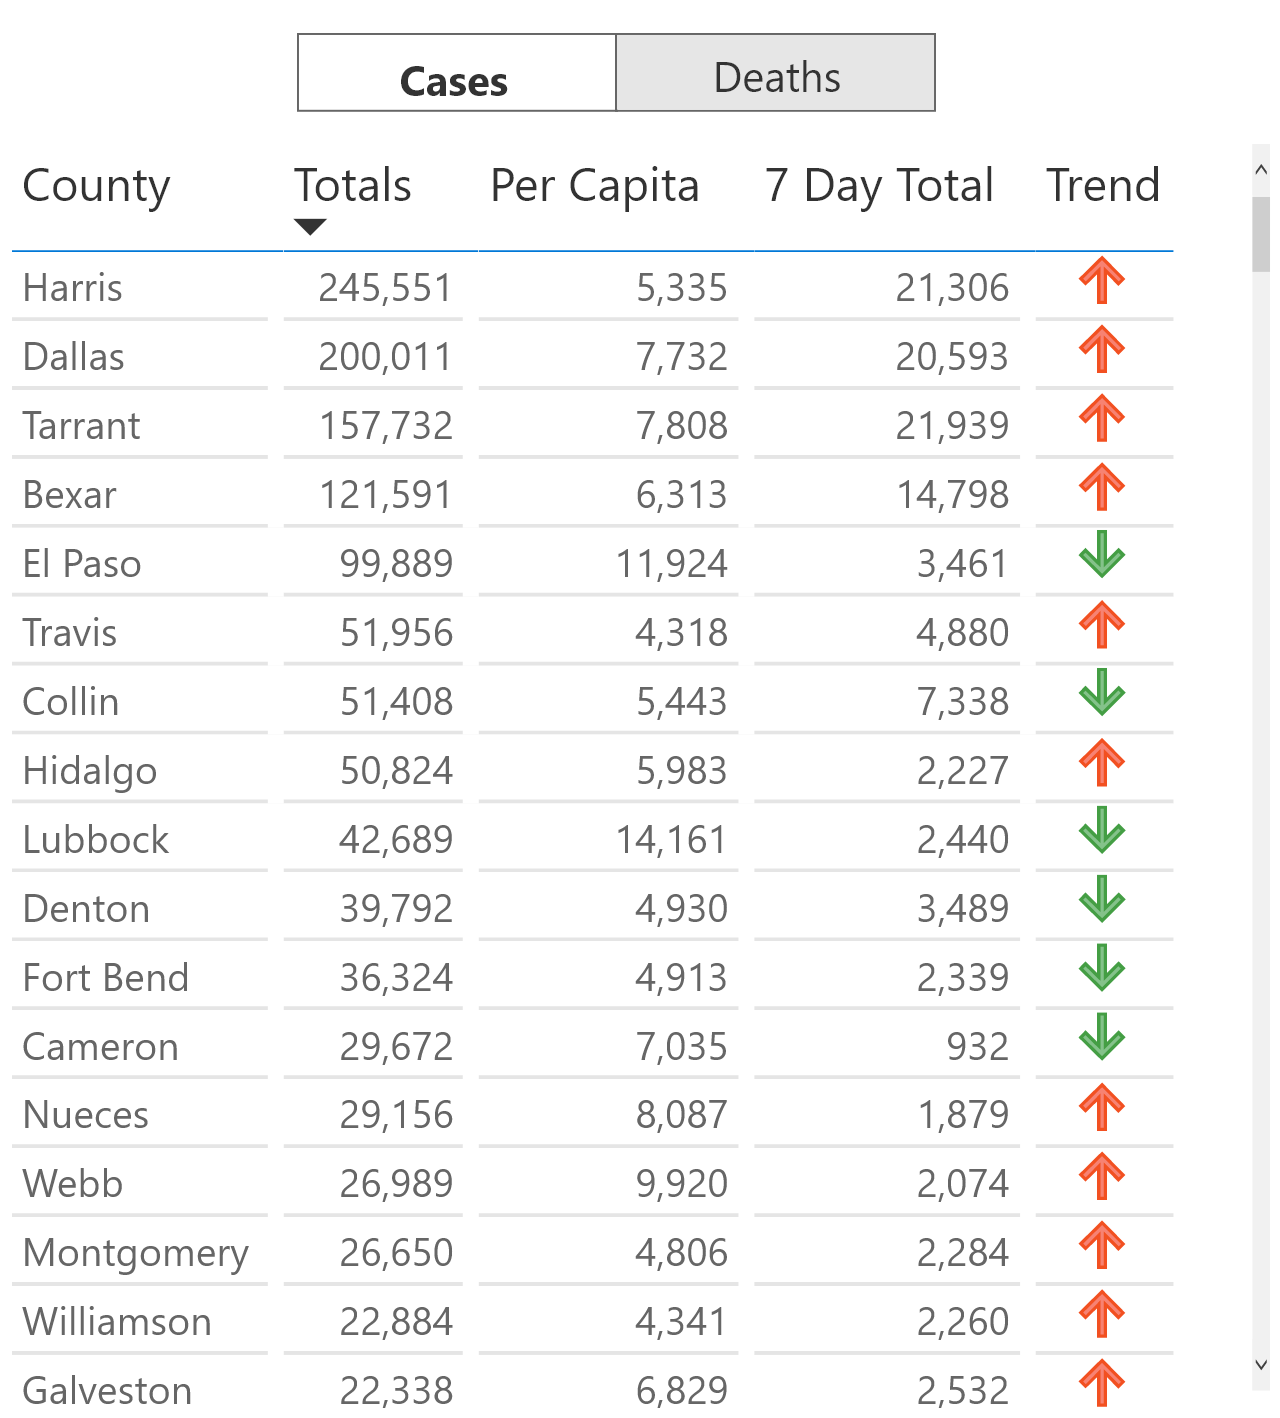 Cases Deaths
County Totals Per Capita 7 Day Total Trend
Harris 245,551 5,335 21,306
Dallas 200,011 7,732 20,593
Tarrant 157,732 7,808 21,939
Bexar 121,591 6,313 14,798
El Paso 99,889 11,924 3,461
Travis 51,956 4,318 4,880
Collin 51,408 5,443 7,338
Hidalgo 50,824 5,983 2,227
Lubbock 42,689 14,161 2,440
Denton 39,792 4,930 3,489
Fort Bend 36,324 4,913 2,339
Cameron 29,672 7,035 932
Nueces 29,156 8,087 1,879
Webb 26,989 9,920 2,074
Montgomery 26,650 4,806 2,284
Williamson 22,884 4,341 2,260
Galveston 22,338 6,829 2,532